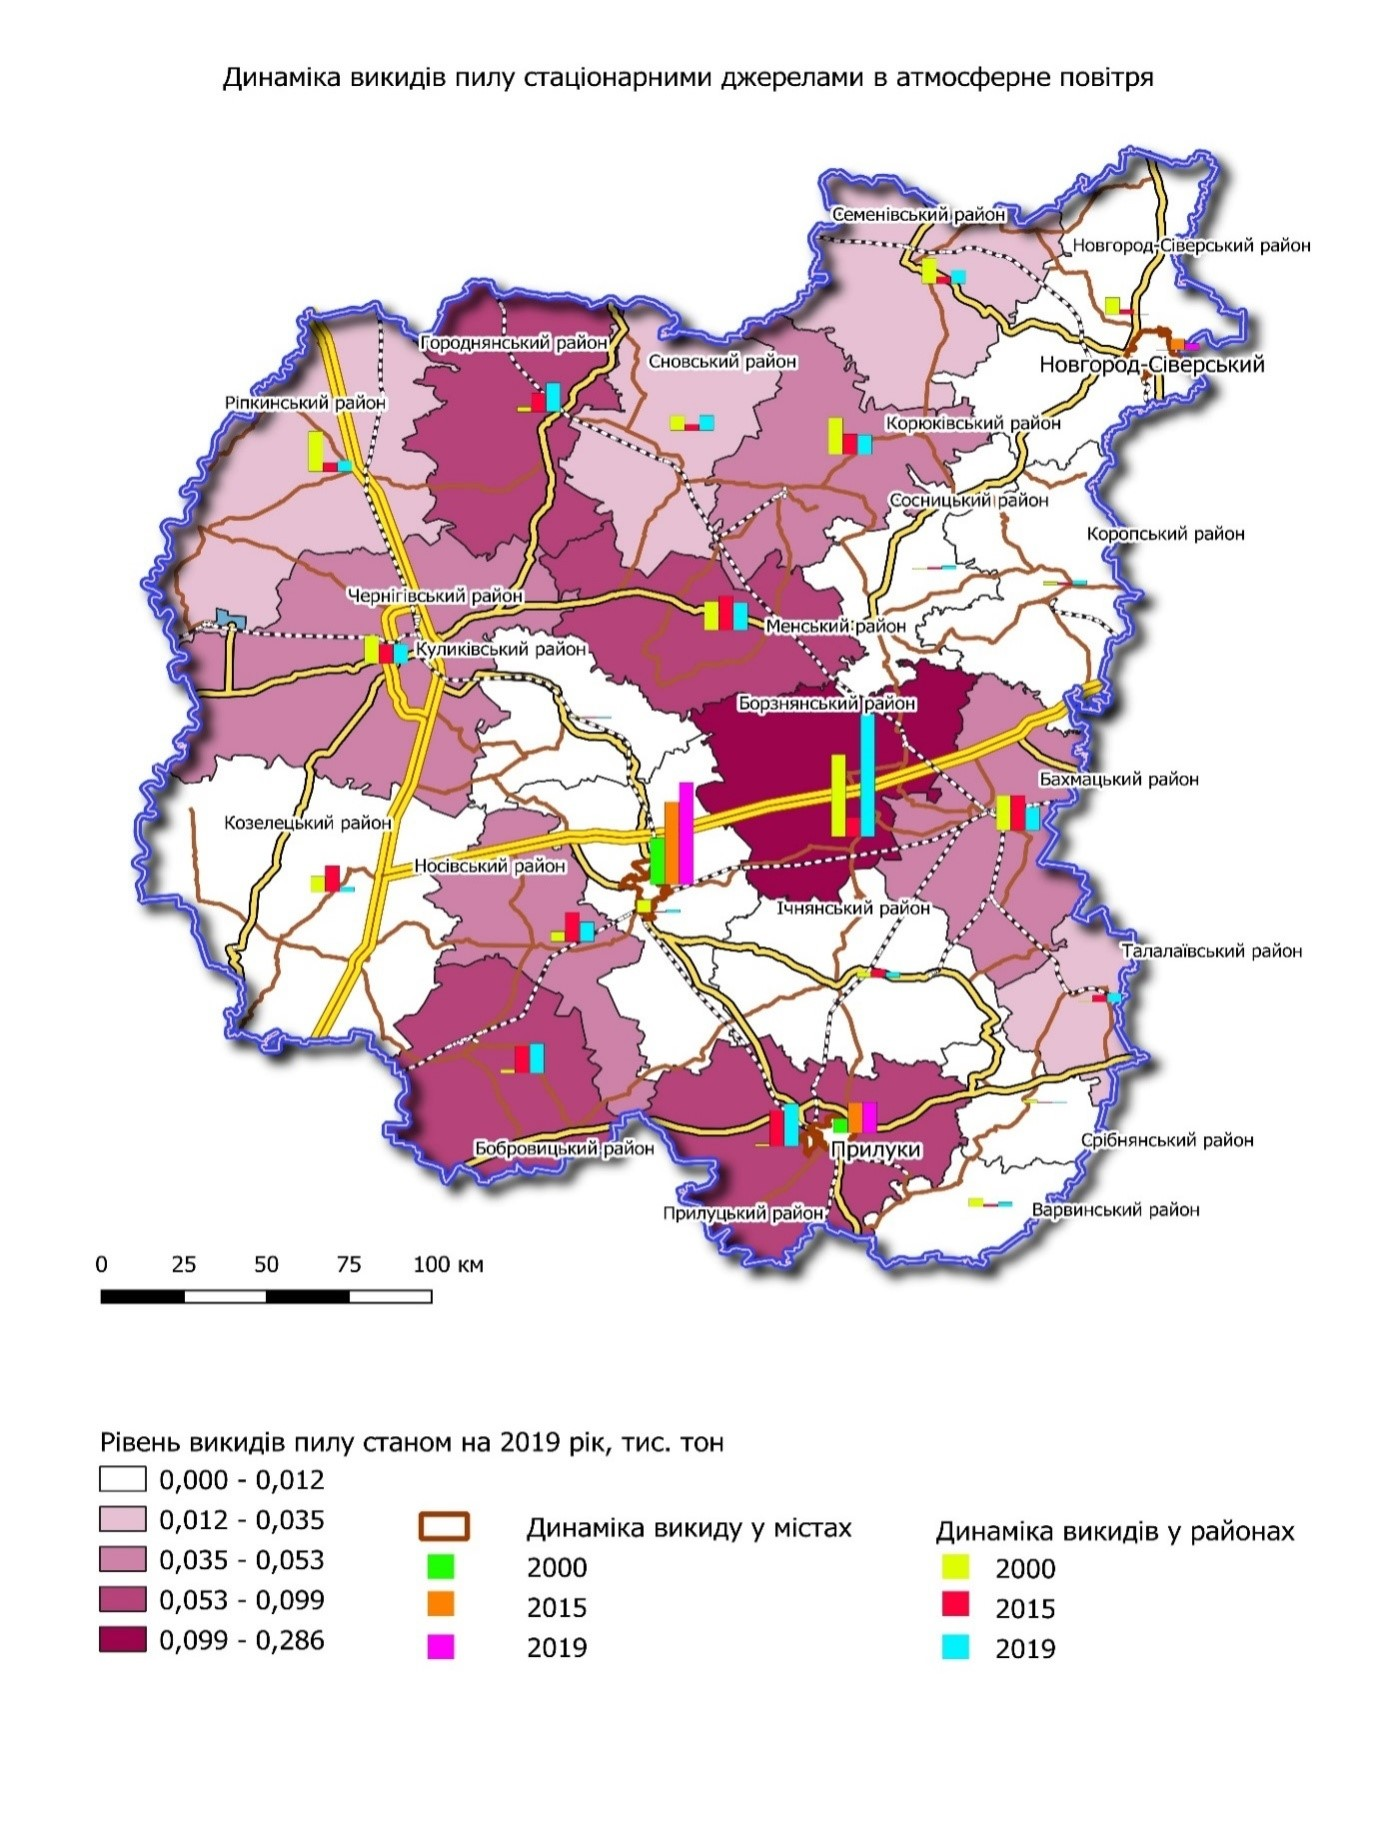 Динаміка викидів пилу стаціонарними джерелами в атмосферне повітря
Семенівський район
Новгород-Сіверський район
Городнянський район
Сновський район
Новгород-Сіверський
Ріпкинський район
Корюківський район
Сосницький район
Коропський район
Чернігівський район
Менський район
Куликівський район
Борзнянський район
Бахмацький район
Козелецький район
Носівський район
Ічнянський район
Талалаївський район
Срібнянський район
Бобровицький район
Прилуки
Прилуцький район
Варвинський район
0 25 50 75 100 км
Рівень викидів пилу станом на 2019 рік, тис. тон
0,000 - 0,012
0,012 - 0,035
0,035 - 0,053
0,053 - 0,099
0,099 - 0,286
Динаміка викиду у містах
2000
2015
2019
Динаміка викидів у районах
2000
2015
2019